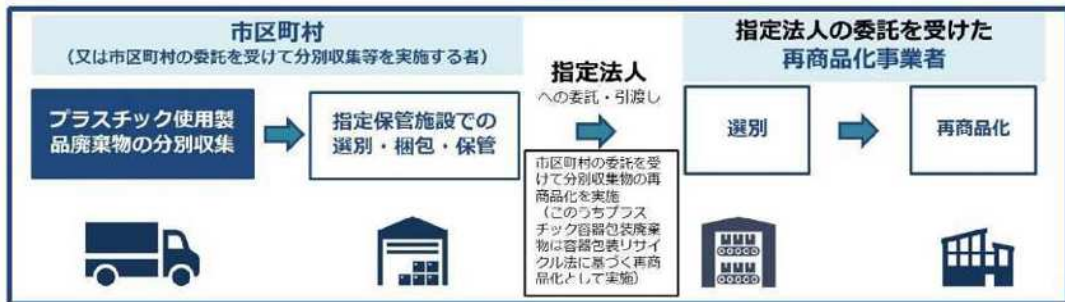 市区町村
（又は市区町村の委託を受けて分別収集等を実施する者）
プラスチック使用製
品廃棄物の分別収集
指定保管施設での
選別・梱包・保管
指定法人
への委託・引渡し
市区町村の委託を受
けて分別収集物の再
商品化を実施
（このうちプラス
チック容器包装廃棄
物は容器包装リサイ
クル法に基づく再商
品化として実施）
指定法人の委託を受けた
再商品化事業者
選別
再商品化